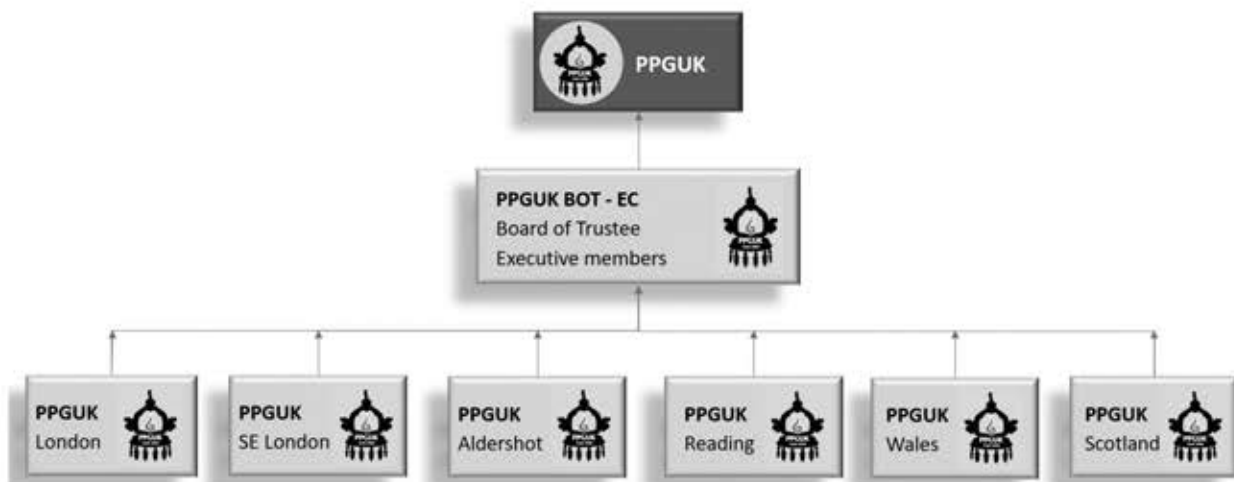 PPGUK
PPGUK BOT - EC
Board of Trustee
Executive members
PPGUK
London
PPGUK
SE London
PPGUK
Aldershot
PPGUK
Reading
PPGUK
Wales
PPGUK
Scotland